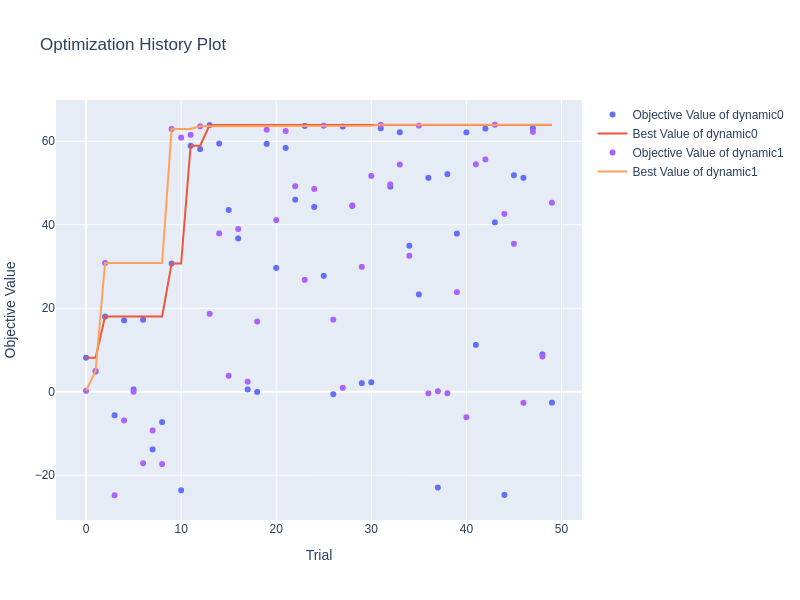 Optimization History Plot
Objective Value of dynamic0
Best Value of dynamic0
Objective Value of dynamic1
Best Value of dynamic1
60
40
20
0
−20
Objective Value
0
10
20
30
40
50
Trial